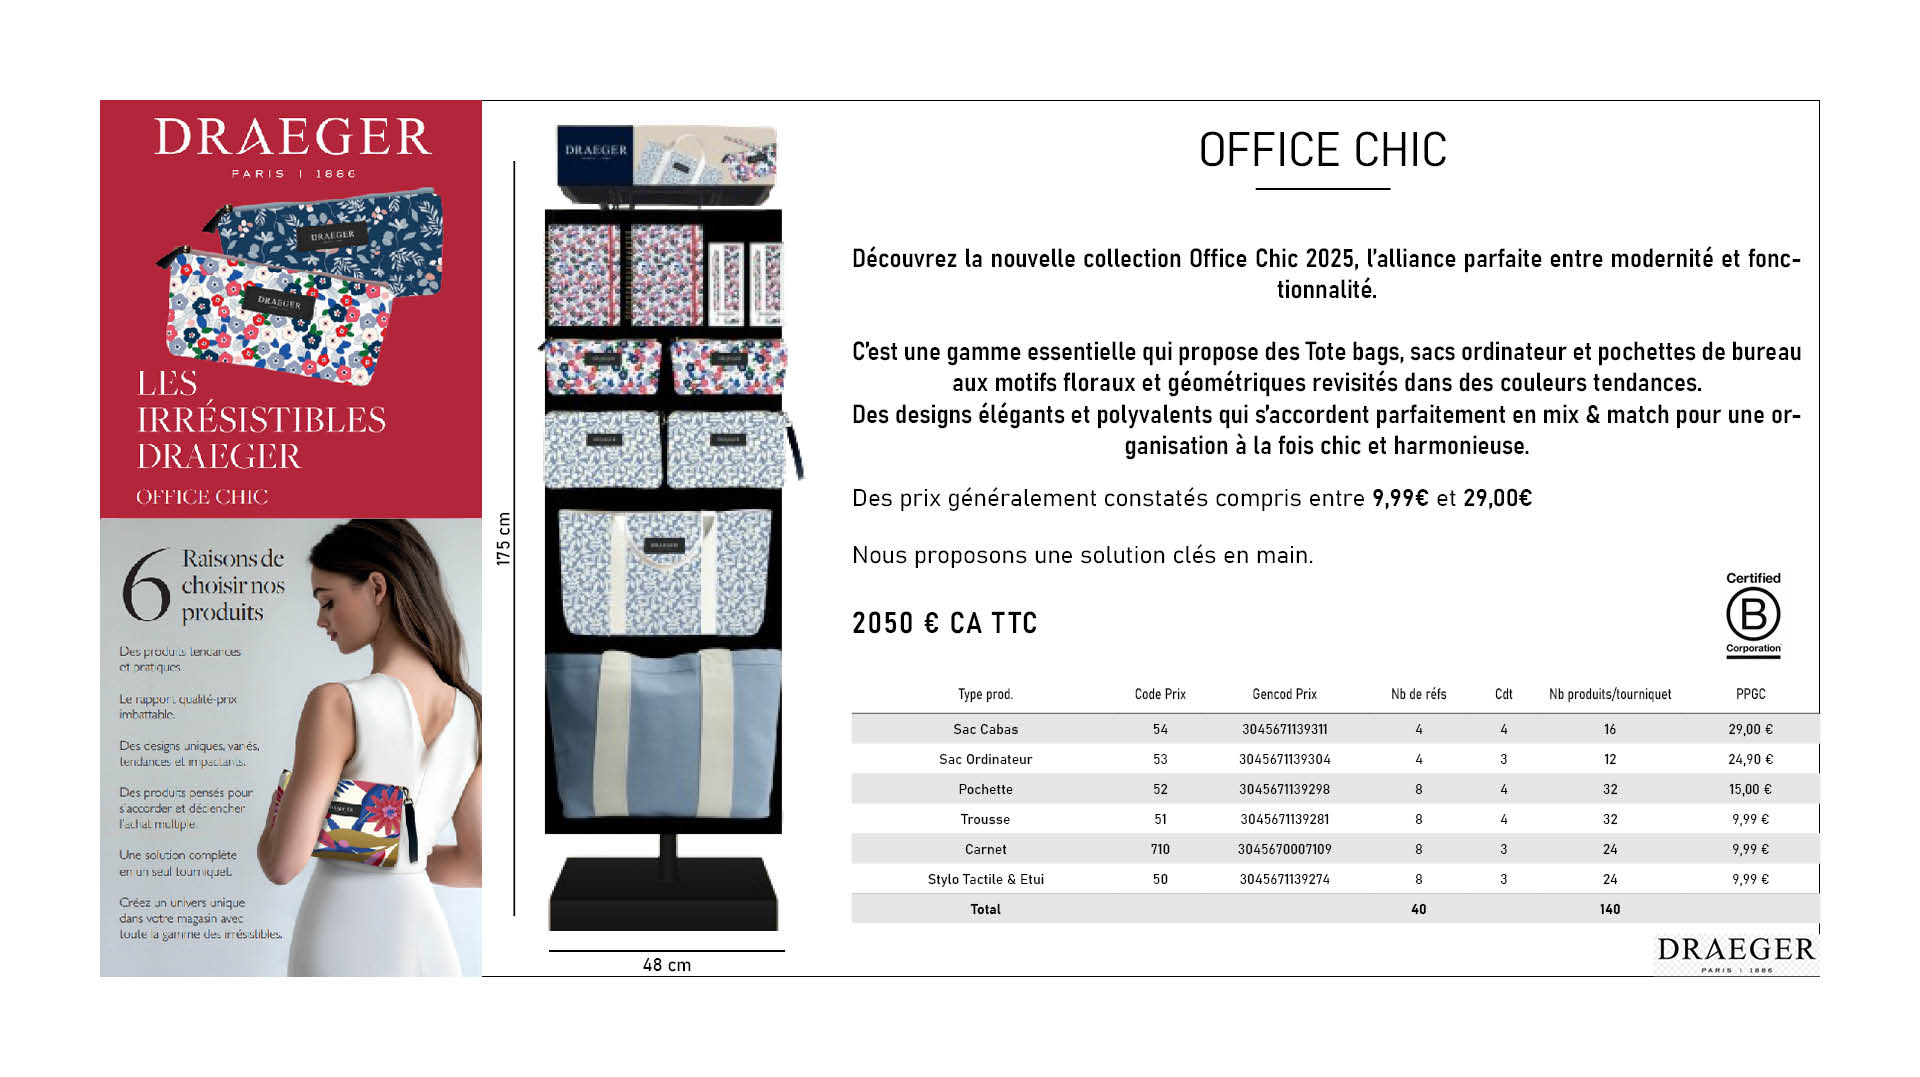 DRAEGER
PARIS | 1886
DRAEGER
DRAEGER
LES
IRRÉSISTIBLES
DRAEGER
OFFICE CHIC
6 Raisons de
choisir nos
produits
Des produits tendances
et pratiques.
Le rapport qualité-prix
imbattable.
Des designs uniques, variés,
tendances et impactants.
Des produits pensés pour
s'accorder et déclencher
l'achat multiple.
Une solution complète
en un seul tourniquet.
Créez un univers unique
dans votre magasin avec
toute la gamme des irrésistibles.
175 cm
DRAEGER
48 cm
OFFICE CHIC
Découvrez la nouvelle collection Office Chic 2025, l'alliance parfaite entre modernité et fonc-
tionnalité.
C'est une gamme essentielle qui propose des Tote bags, sacs ordinateur et pochettes de bureau
aux motifs floraux et géométriques revisités dans des couleurs tendances.
Des designs élégants et polyvalents qui s'accordent parfaitement en mix & match pour une or-
ganisation à la fois chic et harmonieuse.
Des prix généralement constatés compris entre 9,99€ et 29,00€
Nous proposons une solution clés en main.
2050 € CA TTC
Certified
B
Corporation
Type prod. Code Prix Gencod Prix Nb de réfs Cdt Nb produits/tourniquet PPGC
Sac Cabas 54 3045671139311 4 4 16 29,00 €
Sac Ordinateur 53 3045671139304 4 3 12 24,90 €
Pochette 52 3045671139298 8 4 32 15,00 €
Trousse 51 3045671139281 8 4 32 9,99 €
Carnet 710 3045670007109 8 3 24 9,99 €
Stylo Tactile & Etui 50 3045671139274 8 3 24 9,99 €
Total 40 140
DRAEGER
PARIS | 1886